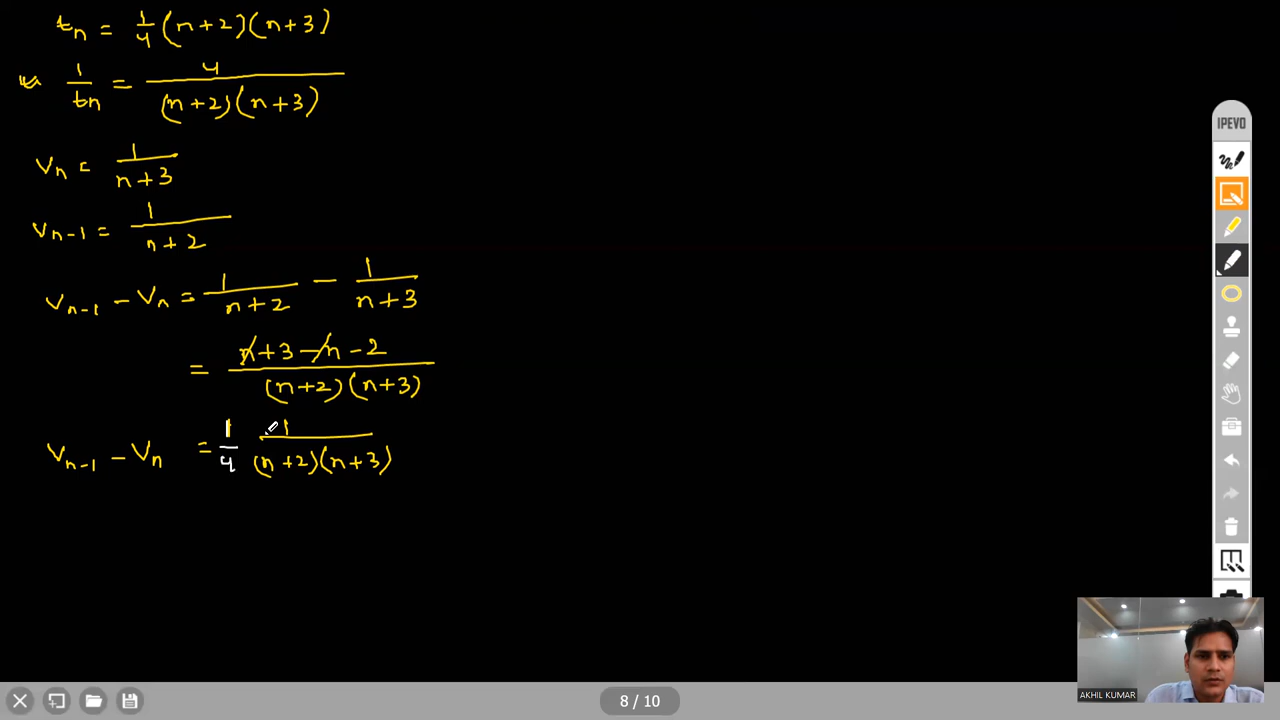 tn = 1/4 (n+2)(n+3)
1/tn = 4/((n+2)(n+3))
Vn = 1/(n+3)
Vn-1 = 1/(n+2)
Vn-1 - Vn = 1/(n+2) - 1/(n+3)
= (n+3-n-2)/((n+2)(n+3))
Vn-1 - Vn = 1/4 1/((n+2)(n+3))
IPEVO
AKHIL KUMAR
8 / 10